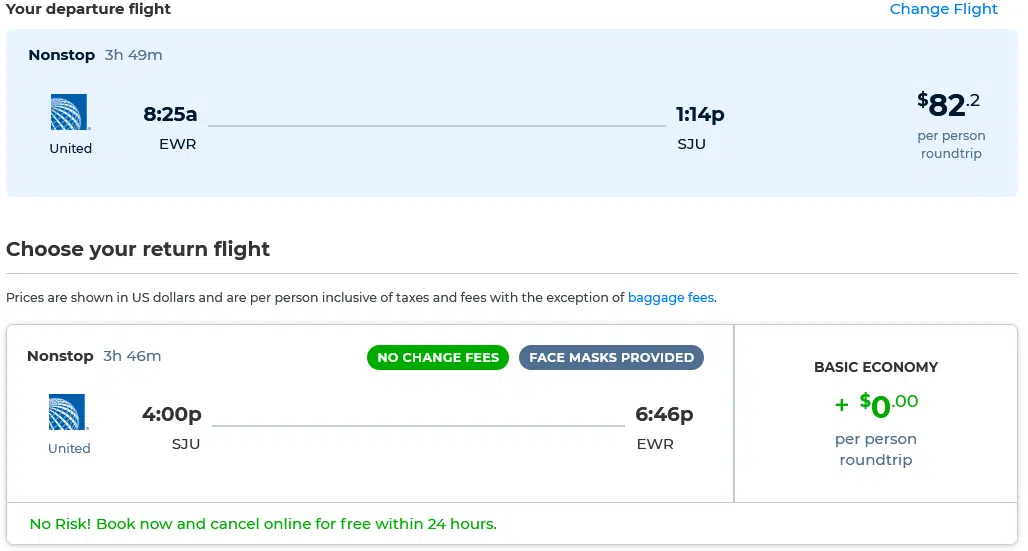 Your departure flight
Change Flight
Nonstop 3h 49m
8:25a
1:14p
$82.2
United
EWR
SJU
per person
roundtrip
Choose your return flight
Prices are shown in US dollars and are per person inclusive of taxes and fees with the exception of baggage fees.
Nonstop 3h 46m
NO CHANGE FEES
FACE MASKS PROVIDED
4:00p
6:46p
United
SJU
EWR
BASIC ECONOMY
+ $0.00
per person
roundtrip
No Risk! Book now and cancel online for free within 24 hours.